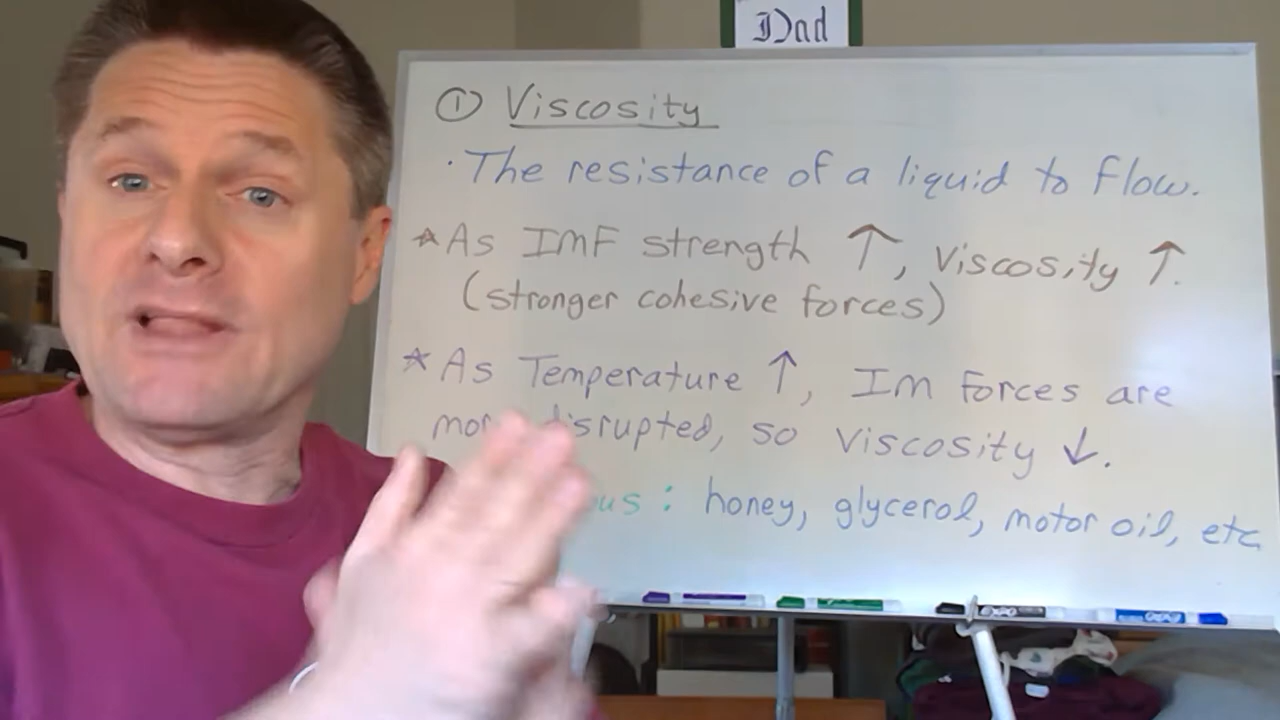 Dad
① Viscosity
· The resistance of a liquid to flow.
☆ As IMF strength ↑, Viscosity ↑.
(stronger cohesive forces)
☆ As Temperature ↑, IM forces are
disrupted, so Viscosity ↓.
: honey, glycerol, motor oil, etc
EXPO
EXPO